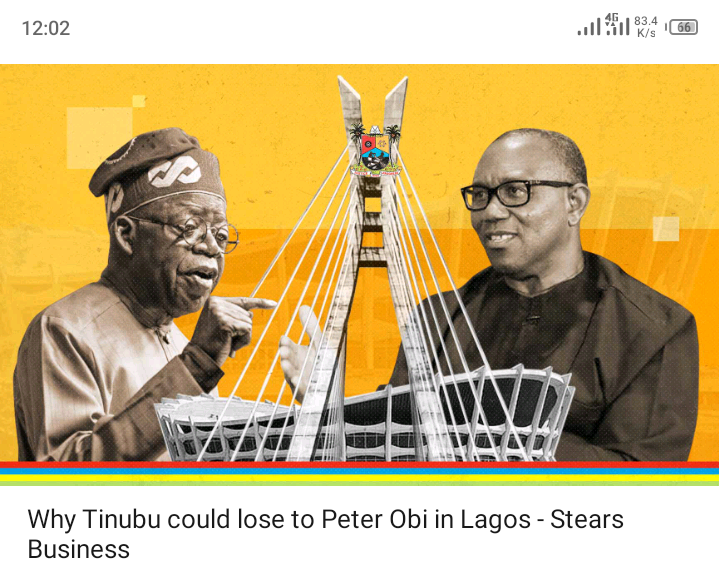 12:02
4G
83.4
K/s
66
Why Tinubu could lose to Peter Obi in Lagos - Stears
Business